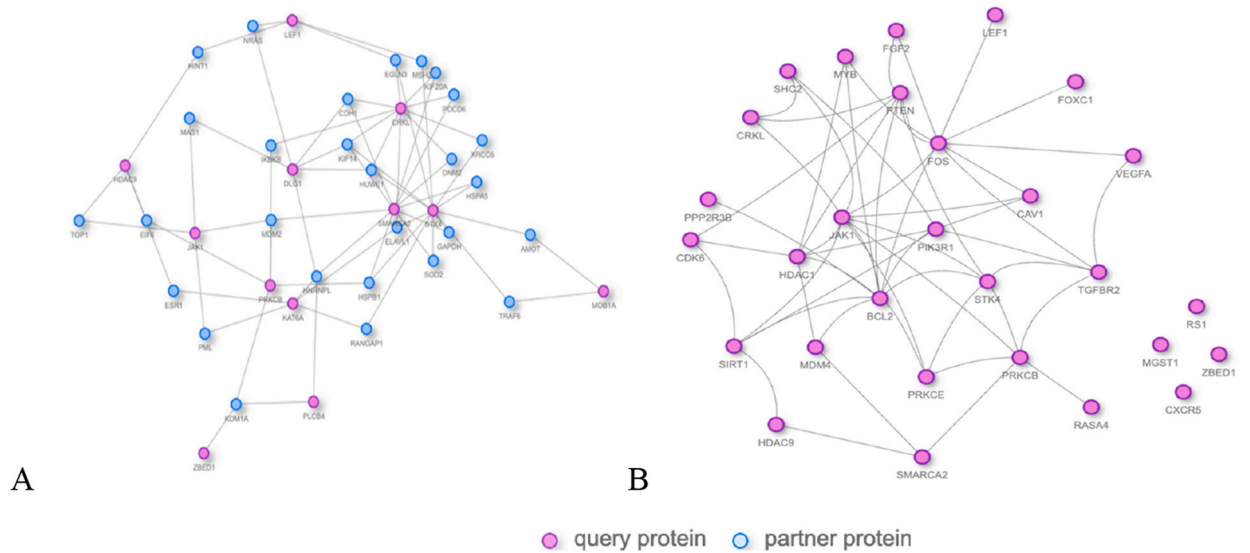 NRAS
LEF1
HINT1
EGLN3
KIF20A
PDCD6
CDH1
CRKL
MAS1
IKBKB
KIF14
XRCC6
DNM2
HDAC9
DLG1
HUWE1
HSPA5
SMARCA2
STK4
TOP1
EIF6
JAK1
MDM2
ELAVL1
GAPDH
AMOT
SOD2
PRKCB
HNRNPL
HSPB1
ESR1
KAT6A
TRAF6
MOB1A
PML
RANGAP1
KDM1A
PLCB4
ZBED1
A
LEF1
FGF2
MYB
SHC2
FOXC1
PTEN
CRKL
FOS
VEGFA
CAV1
PPP2R3B
JAK1
PIK3R1
CDK6
HDAC1
TGFBR2
STK4
BCL2
RS1
SIRT1
MDM4
PRKCB
MGST1
ZBED1
PRKCE
CXCR5
RASA4
HDAC9
SMARCA2
B
query protein partner protein